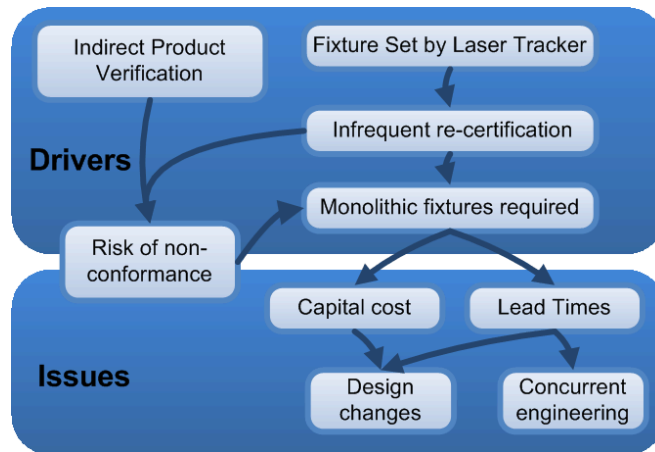 Indirect Product
Verification
Fixture Set by Laser Tracker
Infrequent re-certification
Drivers
Monolithic fixtures required
Risk of non-
conformance
Capital cost
Lead Times
Issues
Design
changes
Concurrent
engineering